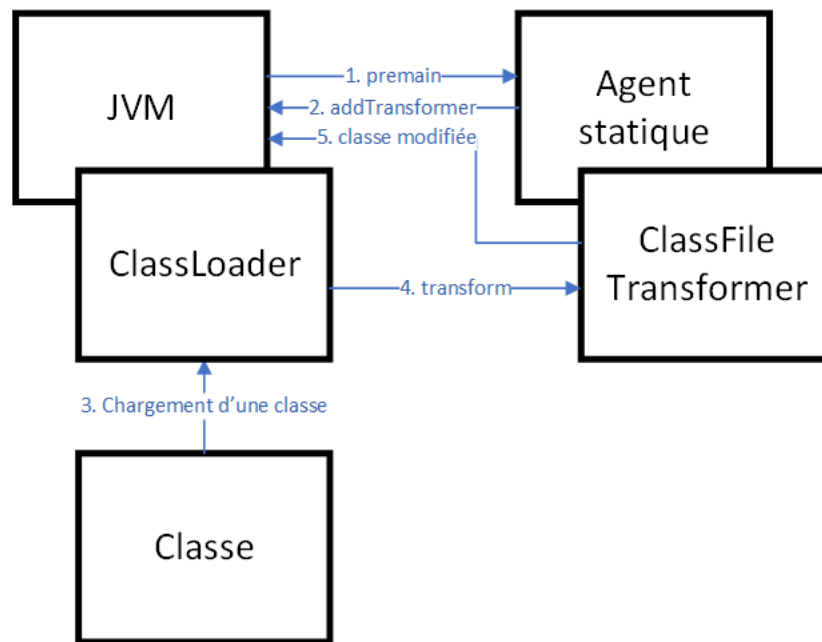 JVM
1. premain
2. addTransformer
5. classe modifiée
Agent
statique
ClassLoader
4. transform
ClassFile
Transformer
3. Chargement d’une classe
Classe